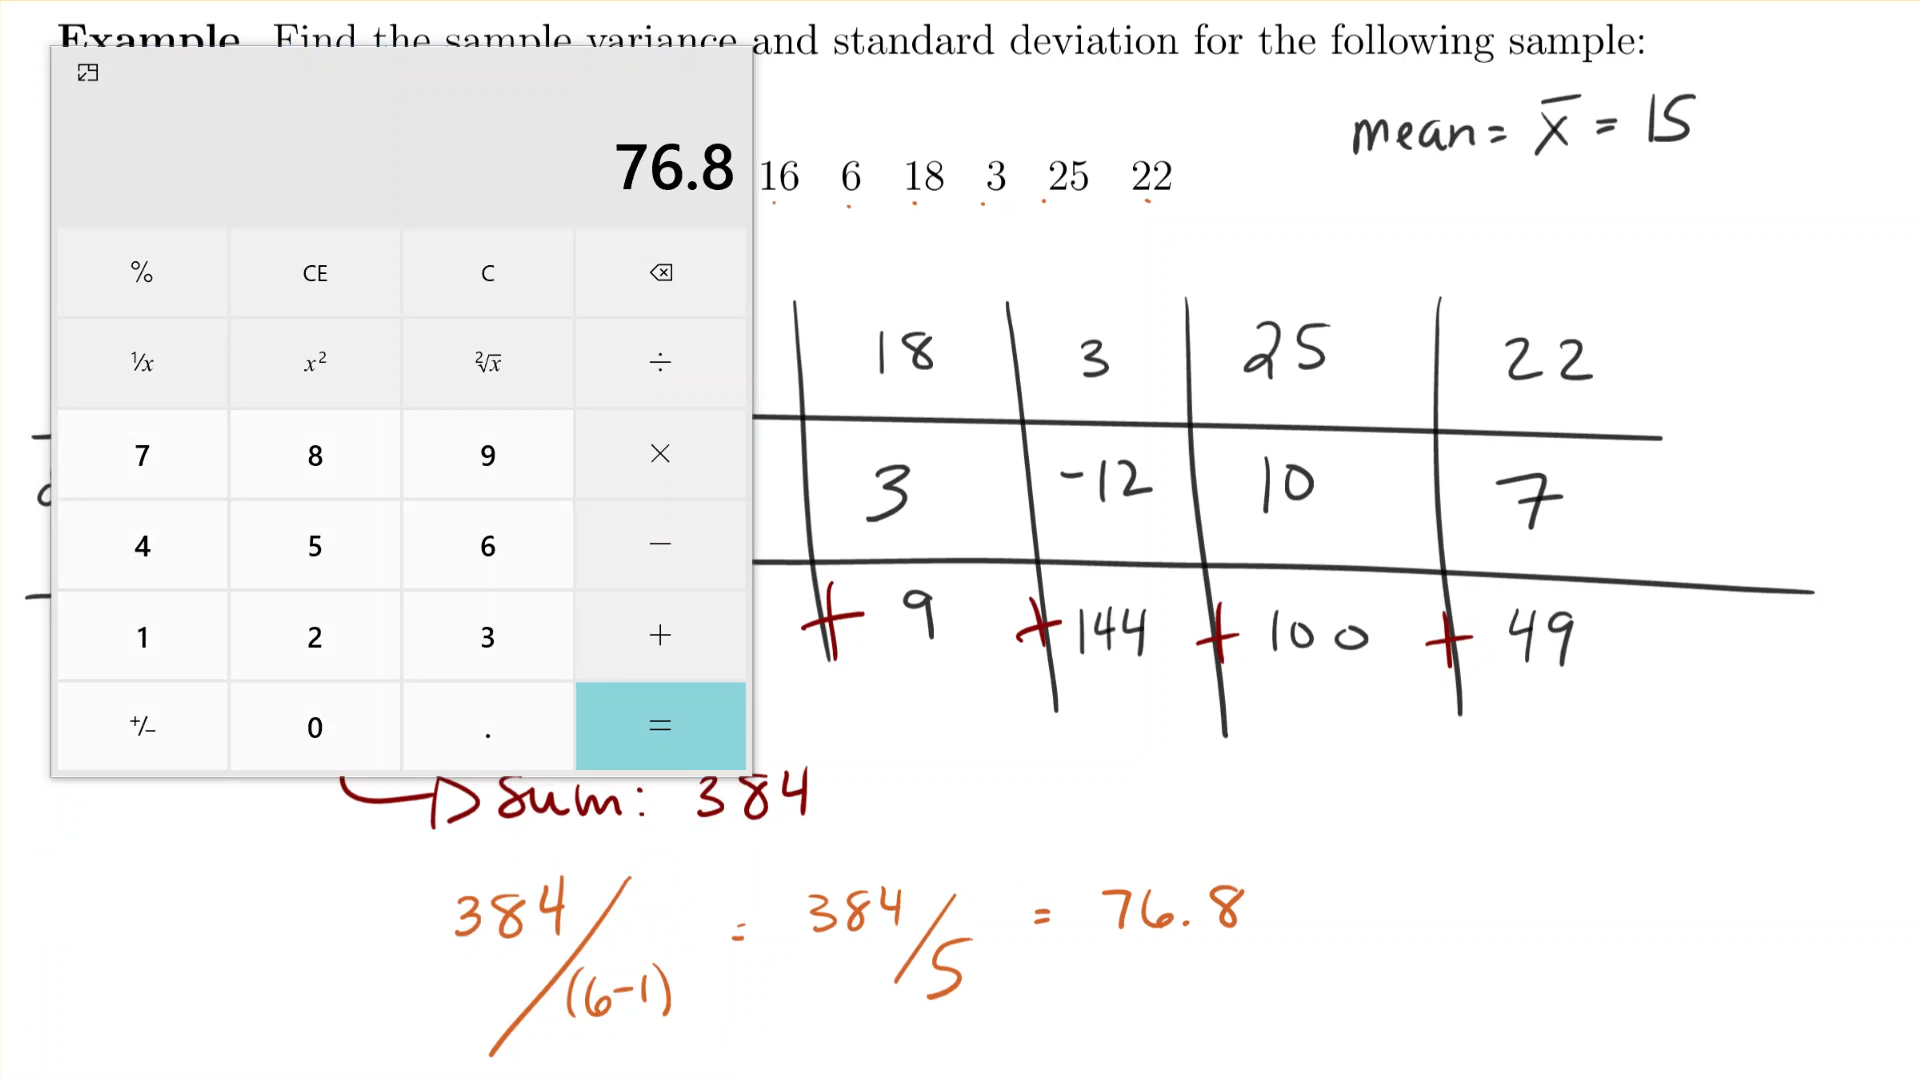 Example Find the sample variance and standard deviation for the following sample:
mean = x̅ = 15
76.8
16 6 18 3 25 22
% CE C
¹/x x² ²√x ÷
7 8 9 ×
4 5 6 −
1 2 3 +
+/− 0 . =
18 3 25 22
3 -12 10 7
+ 9 + 144 + 100 + 49
Sum: 384
384/(6-1) = 384/5 = 76.8